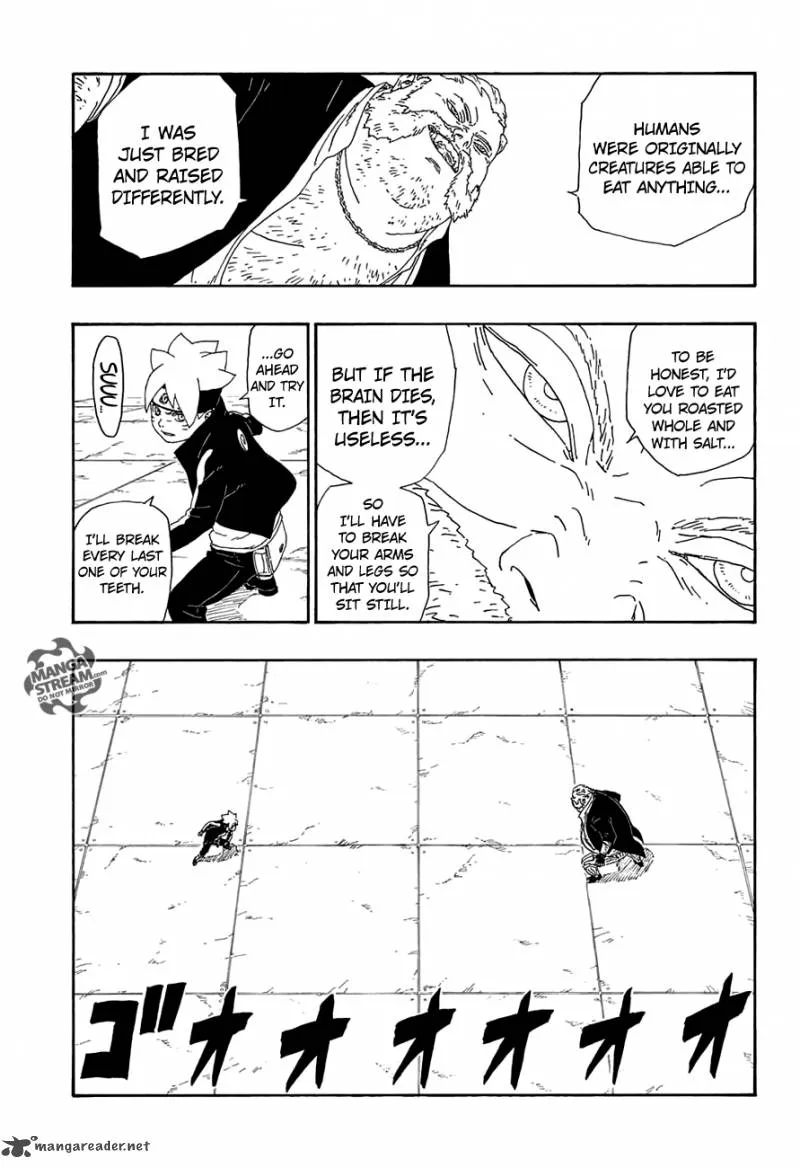 HUMANS
WERE ORIGINALLY
CREATURES ABLE TO
EAT ANYTHING...
I WAS
JUST BRED
AND RAISED
DIFFERENTLY.
TO BE
HONEST, I'D
LOVE TO EAT
YOU ROASTED
WHOLE AND
WITH SALT...
BUT IF THE
BRAIN DIES,
THEN IT'S
USELESS...
SO
I'LL HAVE
TO BREAK
YOUR ARMS
AND LEGS SO
THAT YOU'LL
SIT STILL.
...GO
AHEAD
AND TRY
IT.
SUU...
I'LL BREAK
EVERY LAST
ONE OF YOUR
TEETH.
MANGA
STREAM.com
DO NOT MIRROR
ゴオオオオオオ
mangareader.net